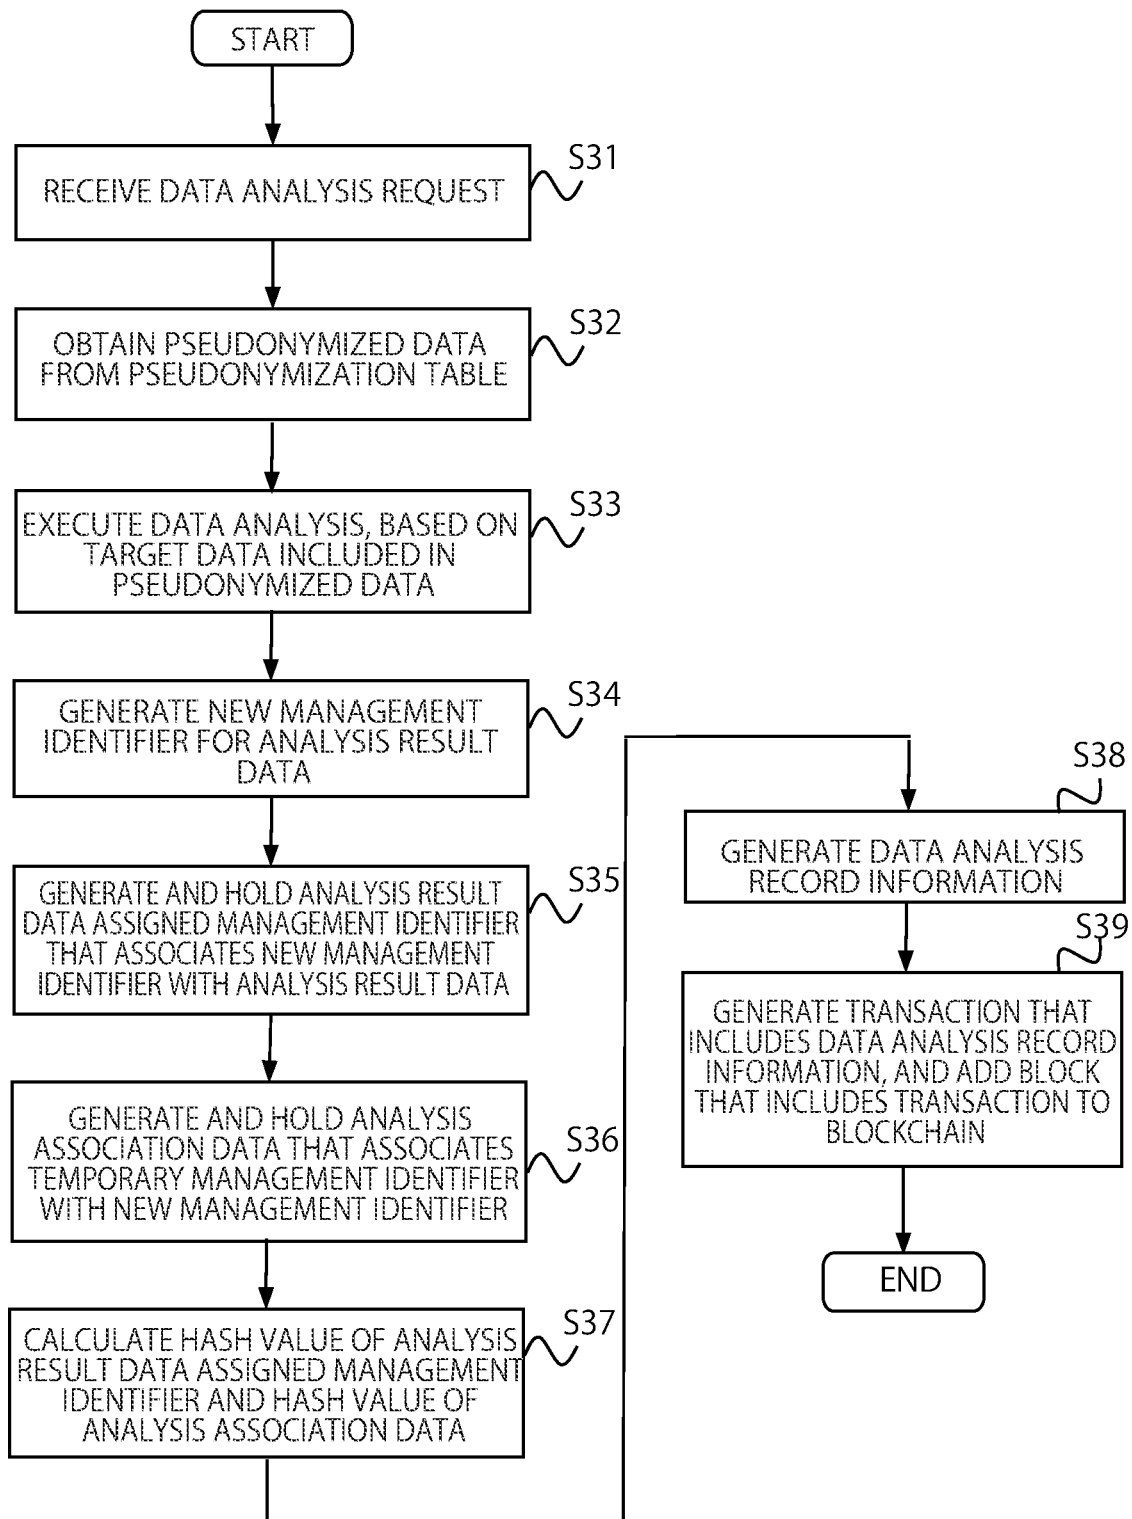 START
S31
RECEIVE DATA ANALYSIS REQUEST
S32
OBTAIN PSEUDONYMIZED DATA
FROM PSEUDONYMIZATION TABLE
S33
EXECUTE DATA ANALYSIS, BASED ON
TARGET DATA INCLUDED IN
PSEUDONYMIZED DATA
S34
GENERATE NEW MANAGEMENT
IDENTIFIER FOR ANALYSIS RESULT
DATA
S35
GENERATE AND HOLD ANALYSIS RESULT
DATA ASSIGNED MANAGEMENT IDENTIFIER
THAT ASSOCIATES NEW MANAGEMENT
IDENTIFIER WITH ANALYSIS RESULT DATA
S36
GENERATE AND HOLD ANALYSIS
ASSOCIATION DATA THAT ASSOCIATES
TEMPORARY MANAGEMENT IDENTIFIER
WITH NEW MANAGEMENT IDENTIFIER
S37
CALCULATE HASH VALUE OF ANALYSIS
RESULT DATA ASSIGNED MANAGEMENT
IDENTIFIER AND HASH VALUE OF
ANALYSIS ASSOCIATION DATA
S38
GENERATE DATA ANALYSIS
RECORD INFORMATION
S39
GENERATE TRANSACTION THAT
INCLUDES DATA ANALYSIS RECORD
INFORMATION, AND ADD BLOCK
THAT INCLUDES TRANSACTION TO
BLOCKCHAIN
END